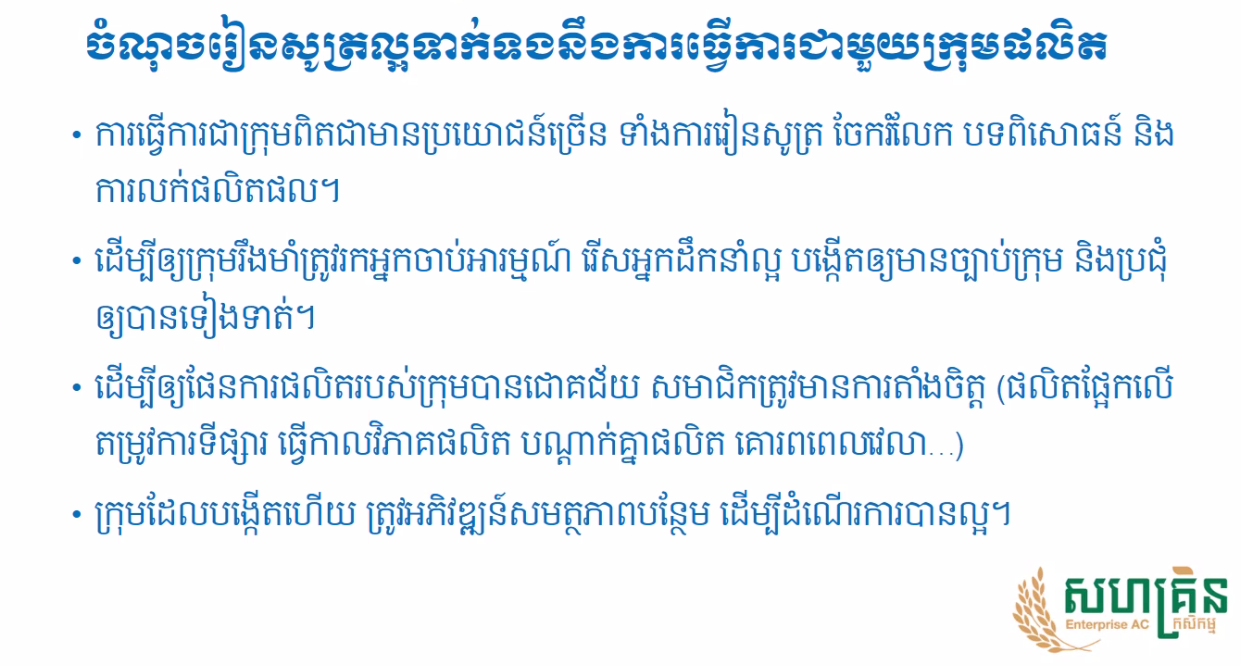 ចំណុចរៀនសូត្រល្អទាក់ទងនឹងការធ្វើការជាមួយក្រុមផលិត
• ការធ្វើការជាក្រុមពិតជាមានប្រយោជន៍ច្រើន ទាំងការរៀនសូត្រ ចែករំលែក បទពិសោធន៍ និង
ការលក់ផលិតផល។
• ដើម្បីឲ្យក្រុមរឹងមាំត្រូវរកអ្នកចាប់អារម្មណ៍ រើសអ្នកដឹកនាំល្អ បង្កើតឲ្យមានច្បាប់ក្រុម និងប្រជុំ
ឲ្យបានទៀងទាត់។
• ដើម្បីឲ្យផែនការផលិតរបស់ក្រុមបានជោគជ័យ សមាជិកត្រូវមានការតាំងចិត្ត (ផលិតផ្អែកលើ
តម្រូវការទីផ្សារ ធ្វើកាលវិភាគផលិត បណ្តាក់គ្នាផលិត គោរពពេលវេលា...)
• ក្រុមដែលបង្កើតហើយ ត្រូវអភិវឌ្ឍន៍សមត្ថភាពបន្ថែម ដើម្បីដំណើរការបានល្អ។
សហគ្រិន
Enterprise AC កសិកម្ម